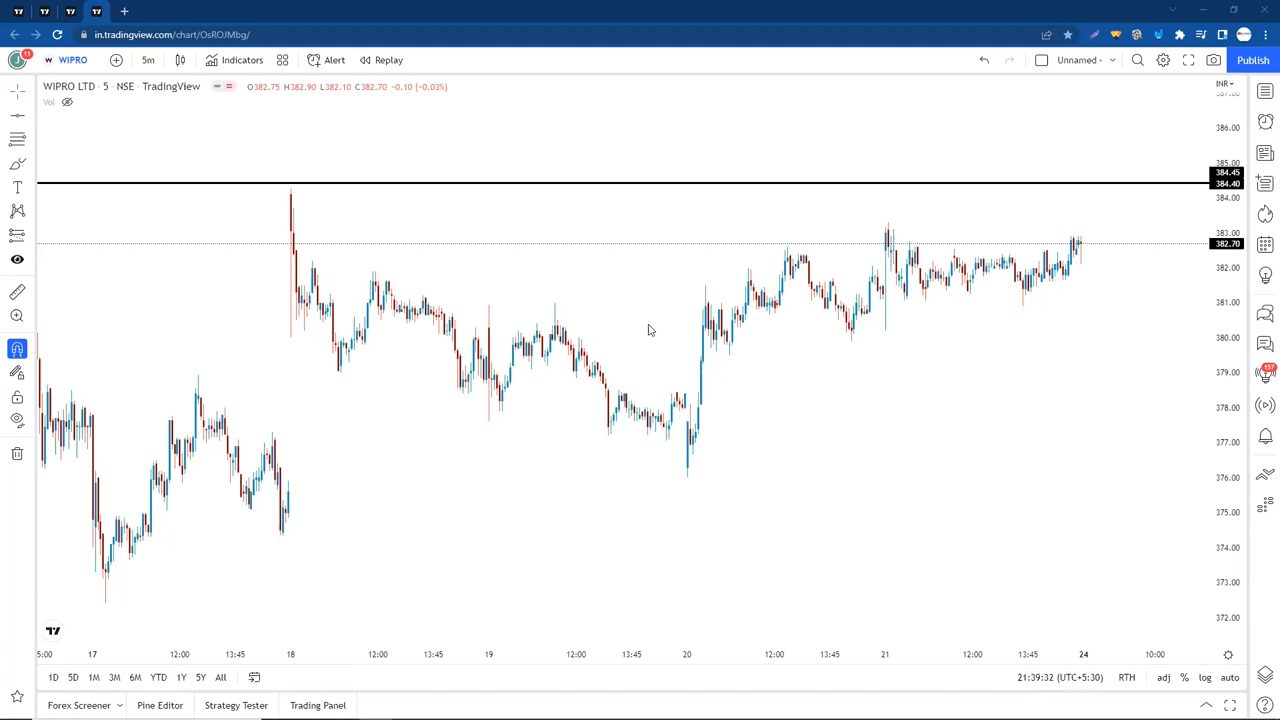 in.tradingview.com/chart/OsROJMbg/
J 11 W WIPRO 5m Indicators Alert Replay Unnamed Publish
WIPRO LTD · 5 · NSE · TradingView O382.75 H382.90 L382.10 C382.70 -0.10 (-0.03%) INR
Vol
387.00
386.00
385.00
384.45
384.40
384.00
383.00
382.70
382.00
381.00
380.00
379.00
378.00
377.00
376.00
375.00
374.00
373.00
372.00
157
5:00 17 12:00 13:45 18 12:00 13:45 19 12:00 13:45 20 12:00 13:45 21 12:00 13:45 24 10:00
1D 5D 1M 3M 6M YTD 1Y 5Y All 21:39:32 (UTC+5:30) RTH adj % log auto
Forex Screener Pine Editor Strategy Tester Trading Panel